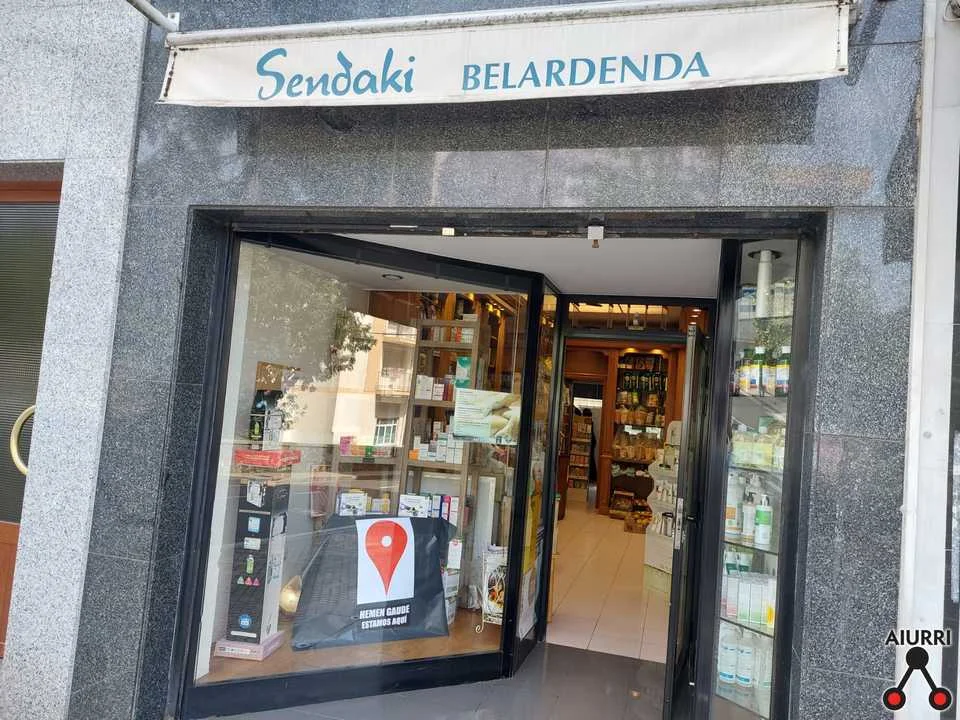 Sendaki BELARDENDA
HEMEN GAUDE
ESTAMOS AQUÍ
AIURRI